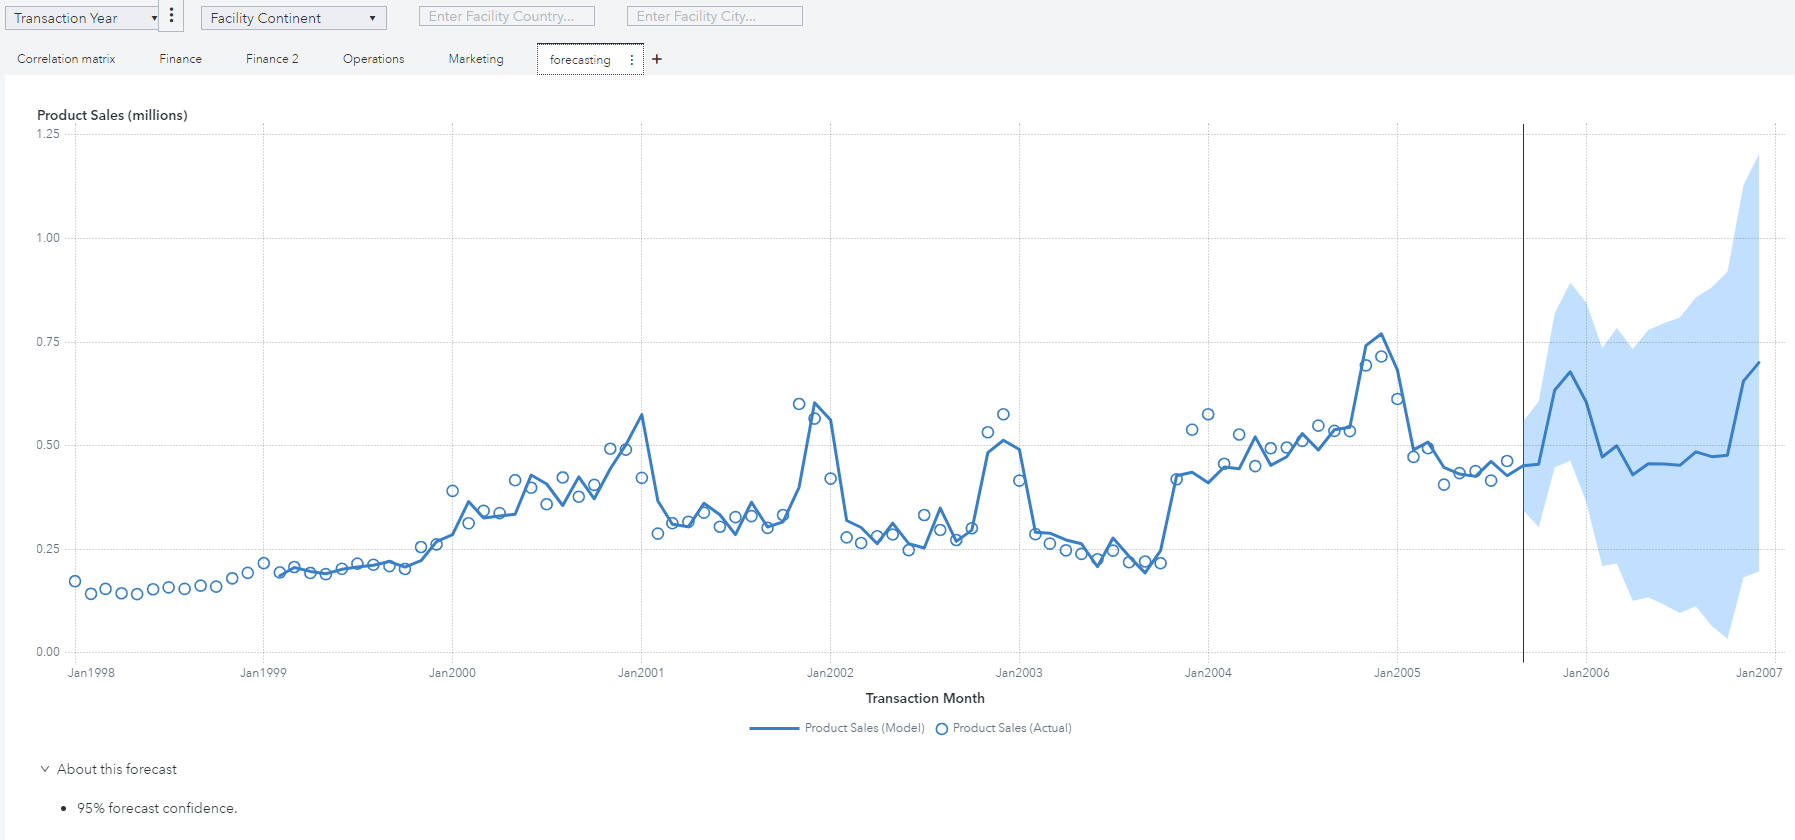 Transaction Year
Facility Continent
Enter Facility Country...
Enter Facility City...
Correlation matrix
Finance
Finance 2
Operations
Marketing
forecasting
+
Product Sales (millions)
1.25
1.00
0.75
0.50
0.25
0.00
Jan1998
Jan1999
Jan2000
Jan2001
Jan2002
Jan2003
Jan2004
Jan2005
Jan2006
Jan2007
Transaction Month
Product Sales (Model)
Product Sales (Actual)
About this forecast
• 95% forecast confidence.